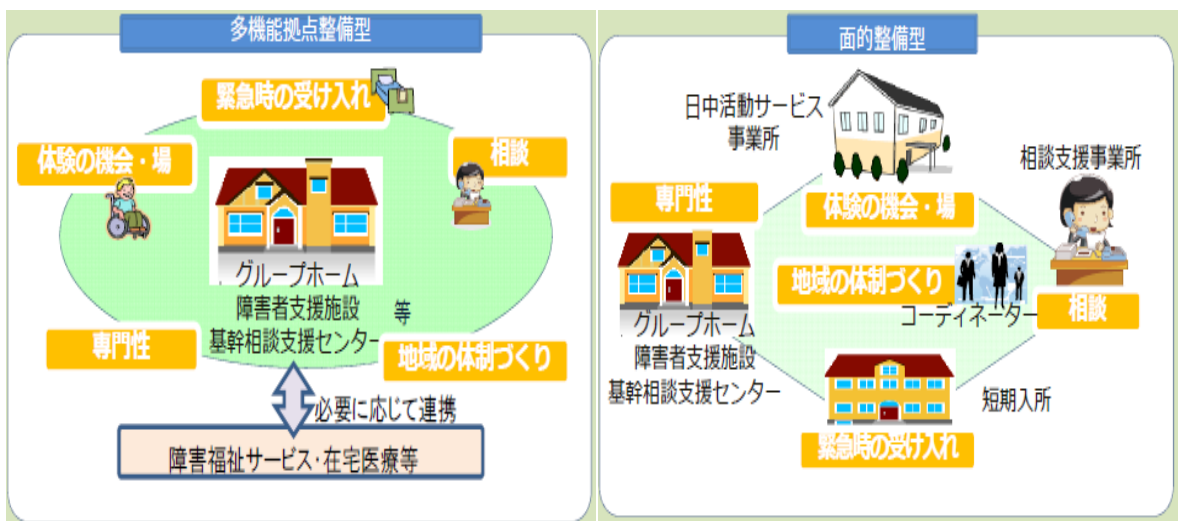 多機能拠点整備型
緊急時の受け入れ
体験の機会・場
相談
グループホーム
障害者支援施設
等
基幹相談支援センター
専門性
地域の体制づくり
必要に応じて連携
障害福祉サービス・在宅医療等
面的整備型
日中活動サービス
事業所
相談支援事業所
専門性
体験の機会・場
地域の体制づくり
コーディネーター
相談
グループホーム
障害者支援施設
基幹相談支援センター
短期入所
緊急時の受け入れ